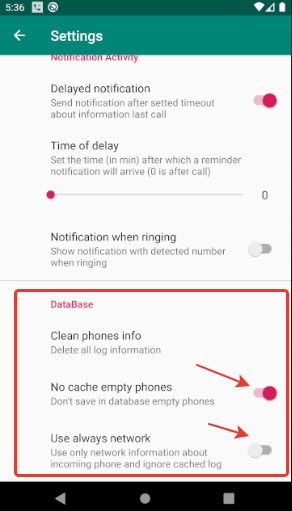 5:36
Settings
Notification Activity
Delayed notification
Send notification after setted timeout
about information last call
Time of delay
Set the time (in min) after which a reminder
notification will arrive (0 is after call)
0
Notification when ringing
Show notification with detected number
when ringing
DataBase
Clean phones info
Delete all log information
No cache empty phones
Don't save in database empty phones
Use always network
Use only network information about
incoming phone and ignore cached log